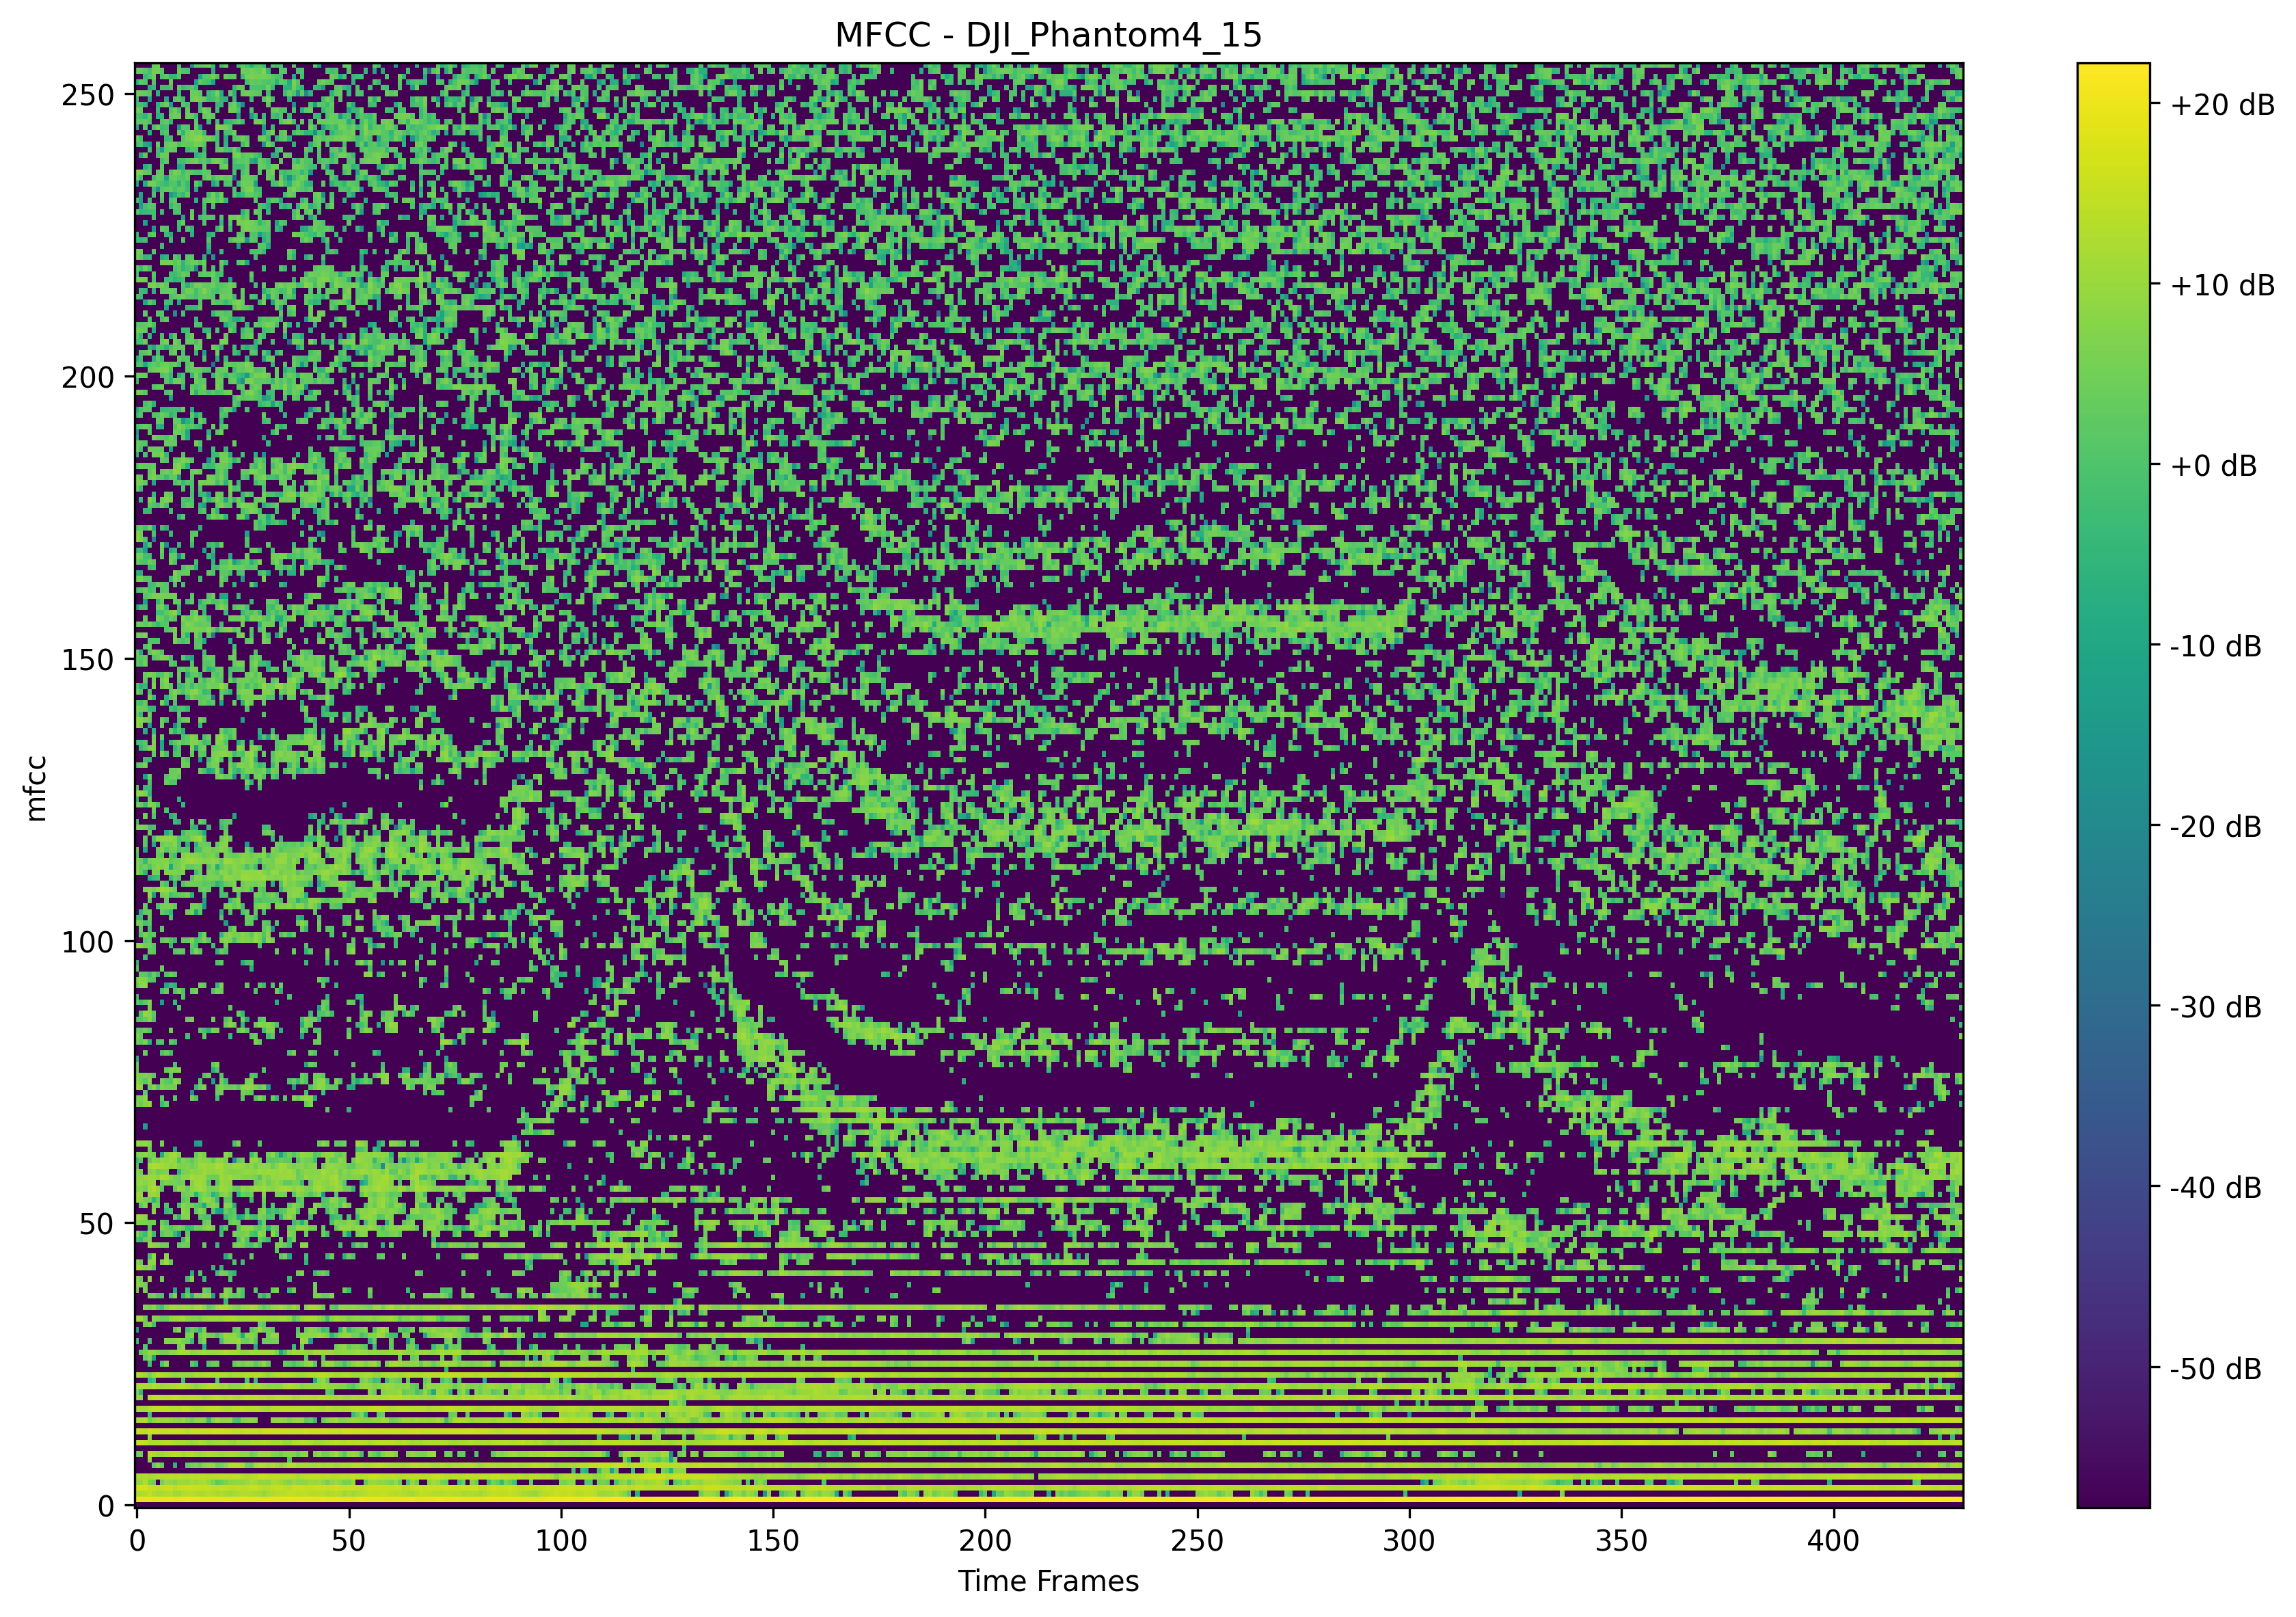 MFCC - DJI_Phantom4_15
250
200
150
100
50
0
mfcc
0 50 100 150 200 250 300 350 400
Time Frames
+20 dB
+10 dB
+0 dB
-10 dB
-20 dB
-30 dB
-40 dB
-50 dB